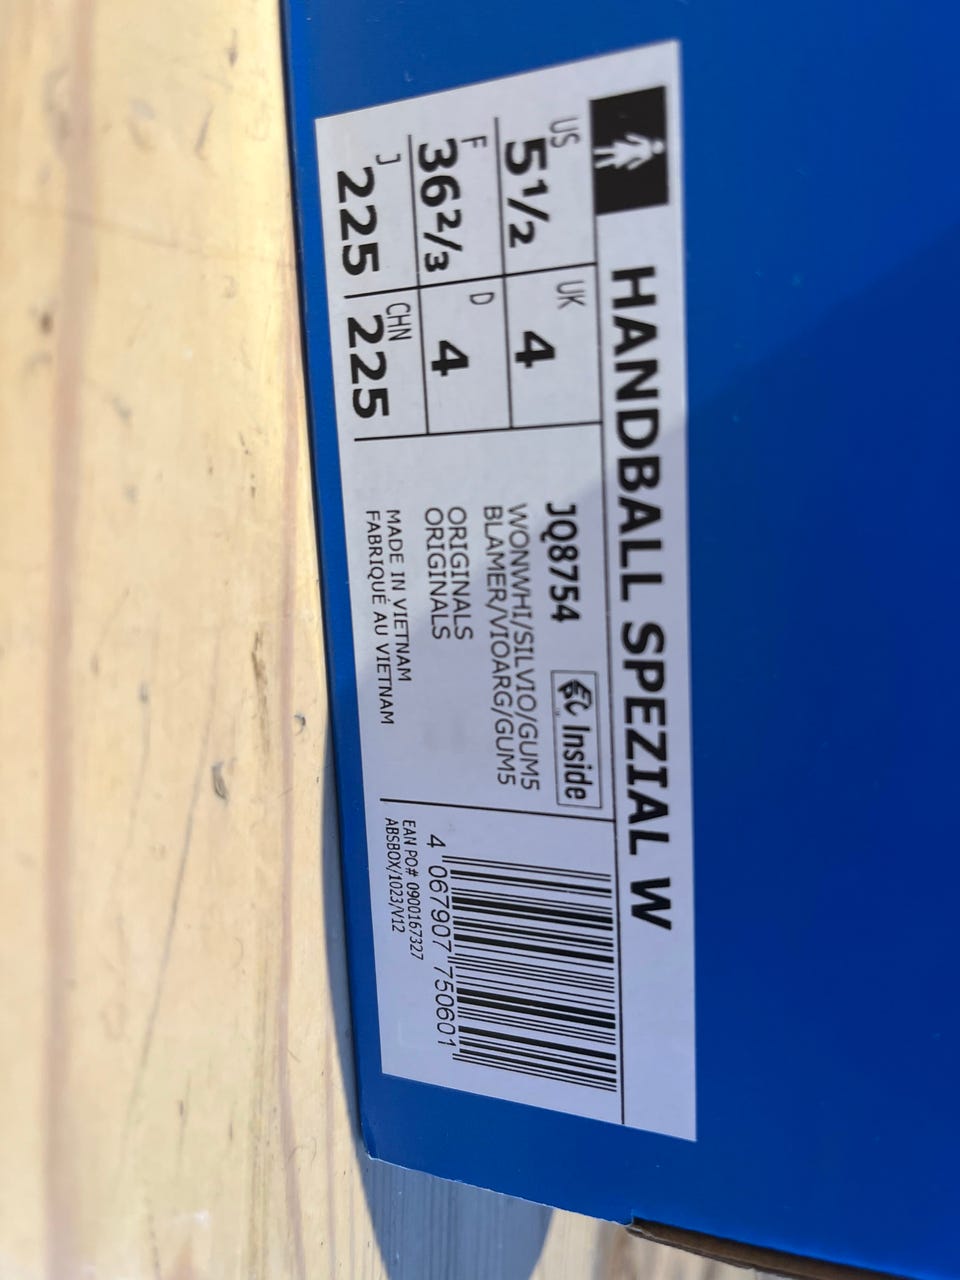 HANDBALL SPEZIAL W
US
5½
UK
4
F
36⅔
D
4
J
225
CHN
225
JQ8754
Inside
WONWHI/SILVIO/GUM5
BLAMER/VIOARG/GUM5
ORIGINALS
ORIGINALS
MADE IN VIETNAM
FABRIQUÉ AU VIETNAM
4 067907 750601
EAN PO# 0900167327
ABSBOX/1023/V12